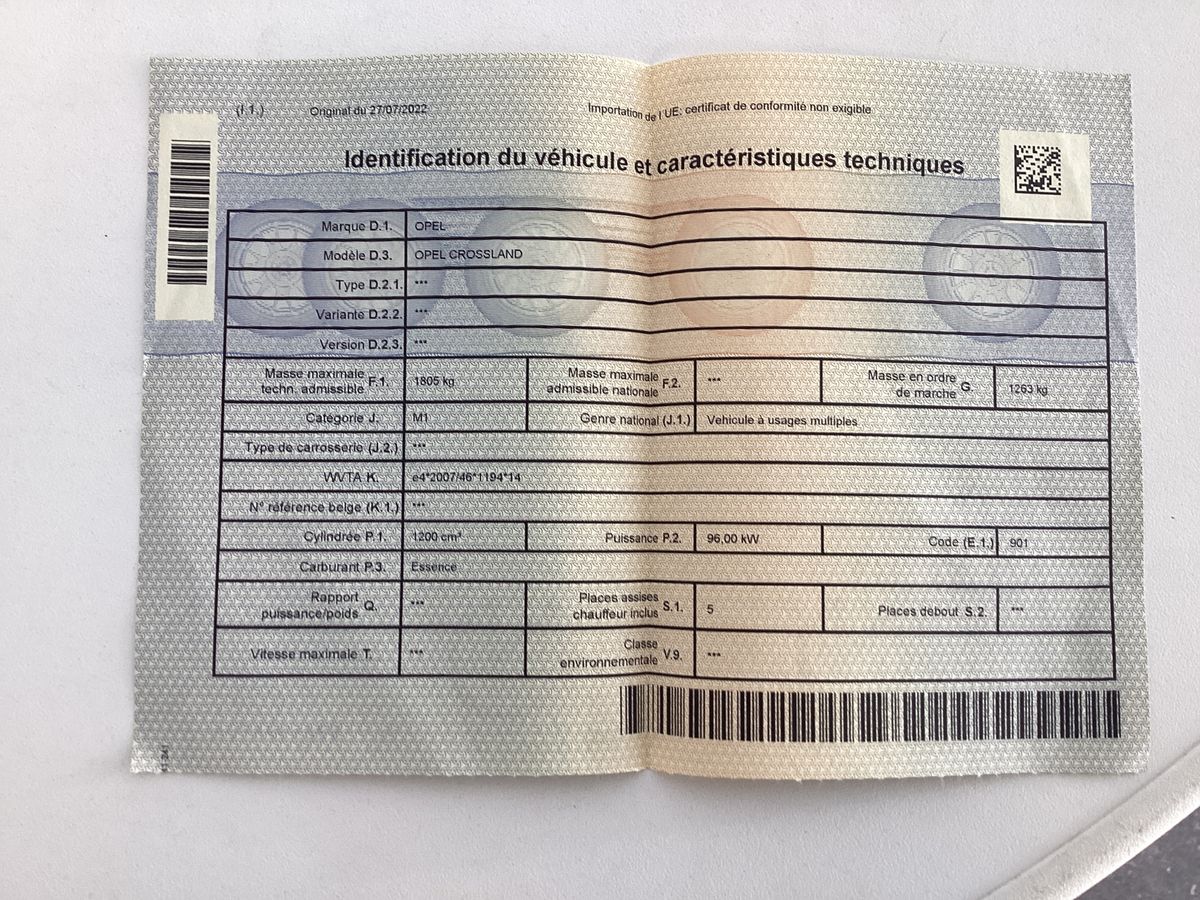 (I.1.) Original du 27/07/2022 Importation de l'UE: certificat de conformité non exigible
Identification du véhicule et caractéristiques techniques
Marque D.1. OPEL
Modèle D.3. OPEL CROSSLAND
Type D.2.1. ***
Variante D.2.2. ***
Version D.2.3. ***
Masse maximale techn. admissible F.1. 1805 kg Masse maximale admissible nationale F.2. *** Masse en ordre de marche G. 1263 kg
Catégorie J. M1 Genre national (J.1.) Vehicule à usages multiples
Type de carrosserie (J.2.) ***
WVTA K. e4*2007/46*1194*14
N° référence belge (K.1.) ***
Cylindrée P.1. 1200 cm³ Puissance P.2. 96,00 kW Code (E.1.) 901
Carburant P.3. Essence
Rapport puissance/poids Q. *** Places assises chauffeur inclus S.1. 5 Places debout S.2. ***
Vitesse maximale T. *** Classe environnementale V.9. ***